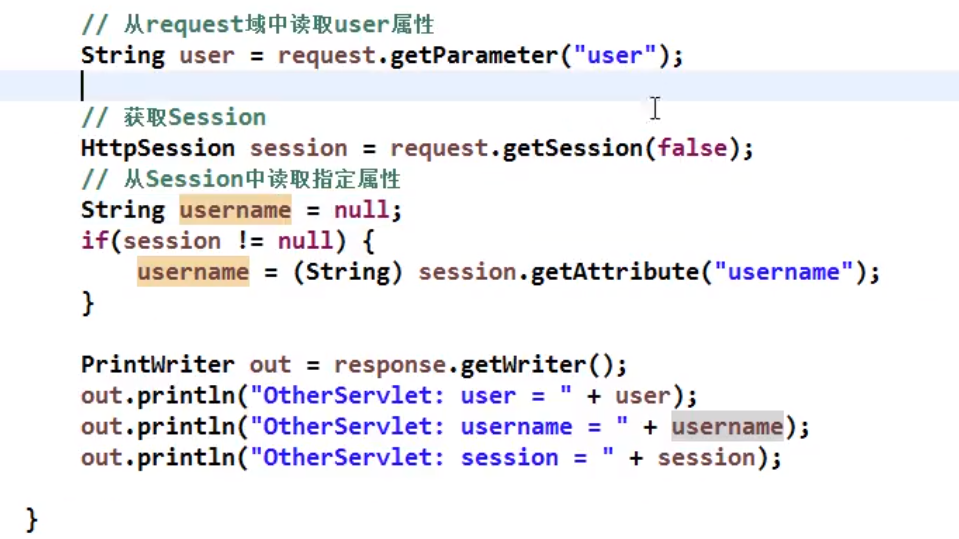 // 从request域中读取user属性
String user = request.getParameter("user");
// 获取Session
HttpSession session = request.getSession(false);
// 从Session中读取指定属性
String username = null;
if(session != null) {
username = (String) session.getAttribute("username");
}
PrintWriter out = response.getWriter();
out.println("OtherServlet: user = " + user);
out.println("OtherServlet: username = " + username);
out.println("OtherServlet: session = " + session);
}